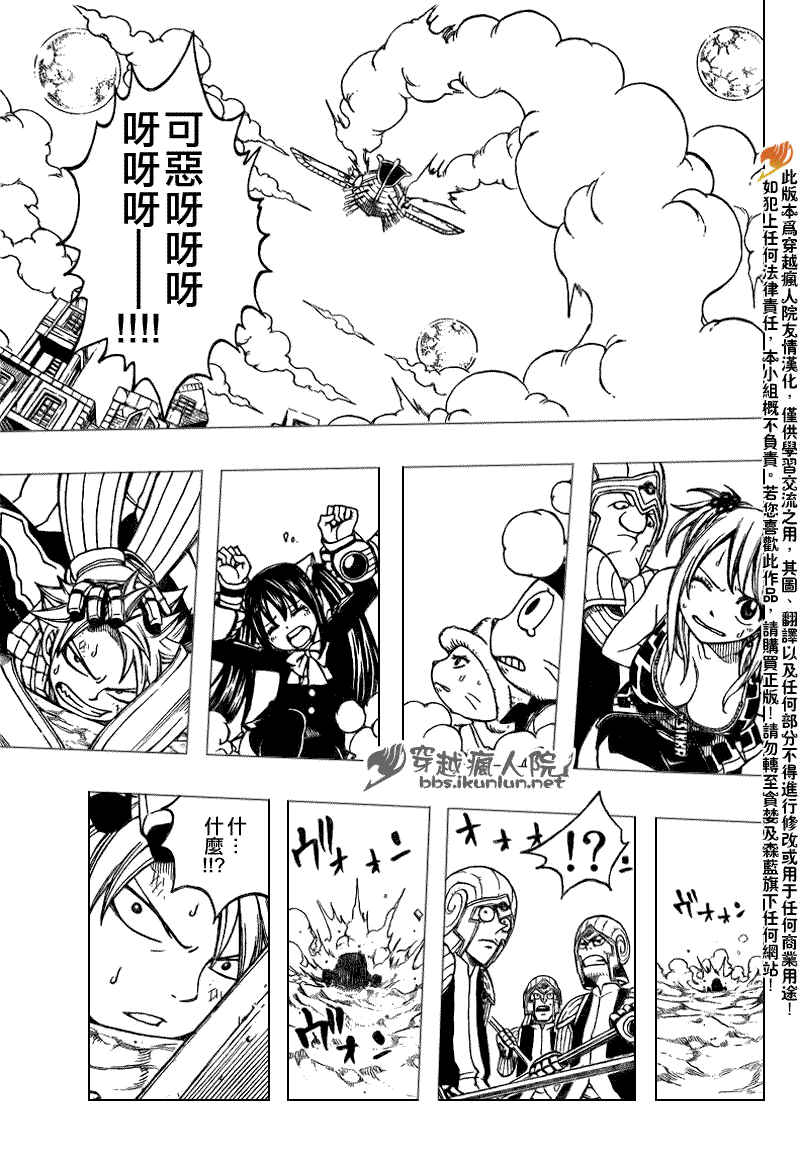 可惡呀呀呀
呀呀呀——
!!!!
此版本爲穿越瘋人院友情漢化，僅供學習交流之用，其圖、翻譯以及任何部分不得進行修改或用于任何商業用途！
如犯上任何法律責任，本小組概不負責。若您喜歡此作品，請購買正版！請勿轉至貪婪及森藍旗下任何網站！
穿越瘋人院
bbs.ikunlun.net
ヴォォン
!?
ォォォン
ヴォォン
ヴォン
什…
什麼
!!?